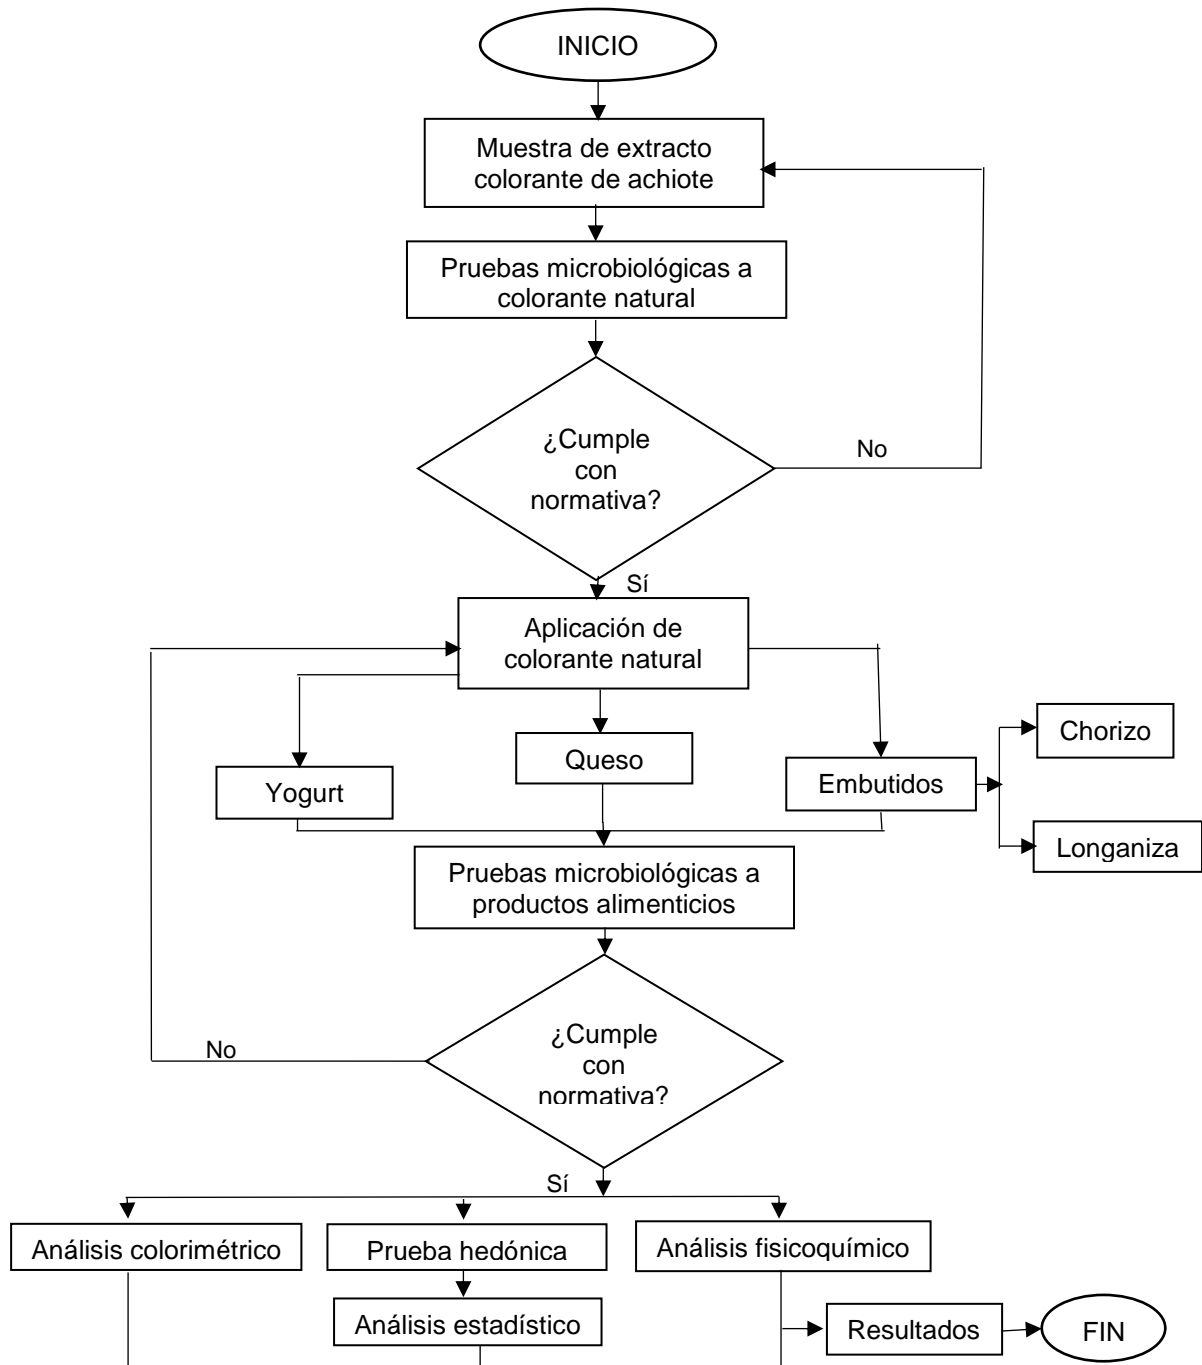 INICIO
Muestra de extracto
colorante de achiote
Pruebas microbiológicas a
colorante natural
¿Cumple
con
normativa?
No
Sí
Aplicación de
colorante natural
Yogurt
Queso
Embutidos
Chorizo
Longaniza
Pruebas microbiológicas a
productos alimenticios
¿Cumple
con
normativa?
No
Sí
Análisis colorimétrico
Prueba hedónica
Análisis fisicoquímico
Análisis estadístico
Resultados
FIN